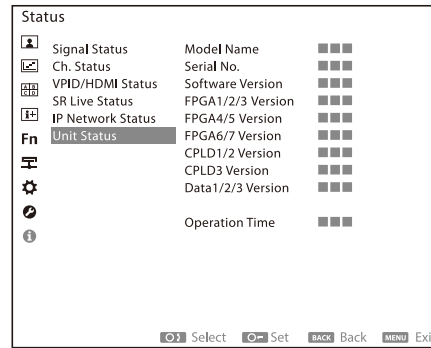 Status
Signal Status
Ch. Status
VPID/HDMI Status
SR Live Status
IP Network Status
Unit Status
Fn
Model Name
Serial No.
Software Version
FPGA1/2/3 Version
FPGA4/5 Version
FPGA6/7 Version
CPLD1/2 Version
CPLD3 Version
Data1/2/3 Version
Operation Time
Select Set BACK Back MENU Exi